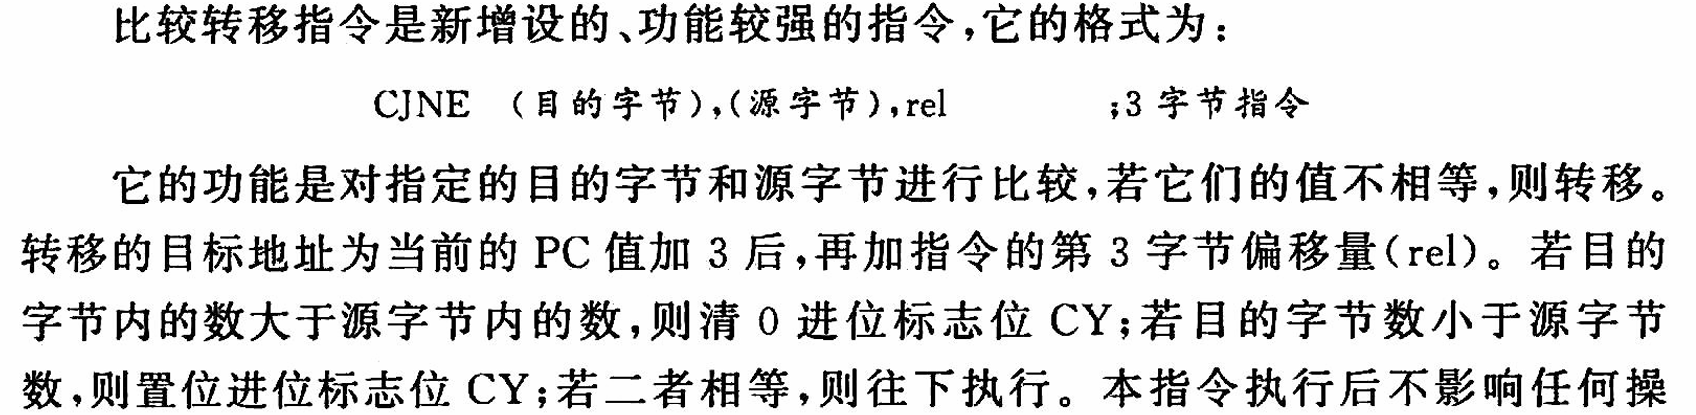 比较转移指令是新增设的、功能较强的指令,它的格式为:
CJNE (目的字节),(源字节),rel ;3 字节指令
它的功能是对指定的目的字节和源字节进行比较,若它们的值不相等,则转移。
转移的目标地址为当前的 PC 值加 3 后,再加指令的第 3 字节偏移量(rel)。若目的
字节内的数大于源字节内的数,则清 0 进位标志位 CY;若目的字节数小于源字节
数,则置位进位标志位 CY;若二者相等,则往下执行。本指令执行后不影响任何操